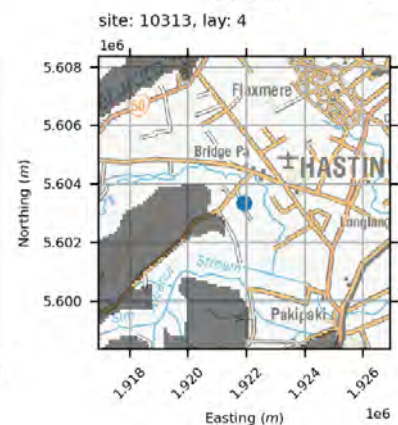 site: 10313, lay: 4
1e6
5.608
5.606
5.604
5.602
5.600
Northing (m)
50
Flaxmere
Bridge Pa
HASTIN
Longlang
Stream
Pakipaki
1.918
1.920
1.922
1.924
1.926
1e6
Easting (m)